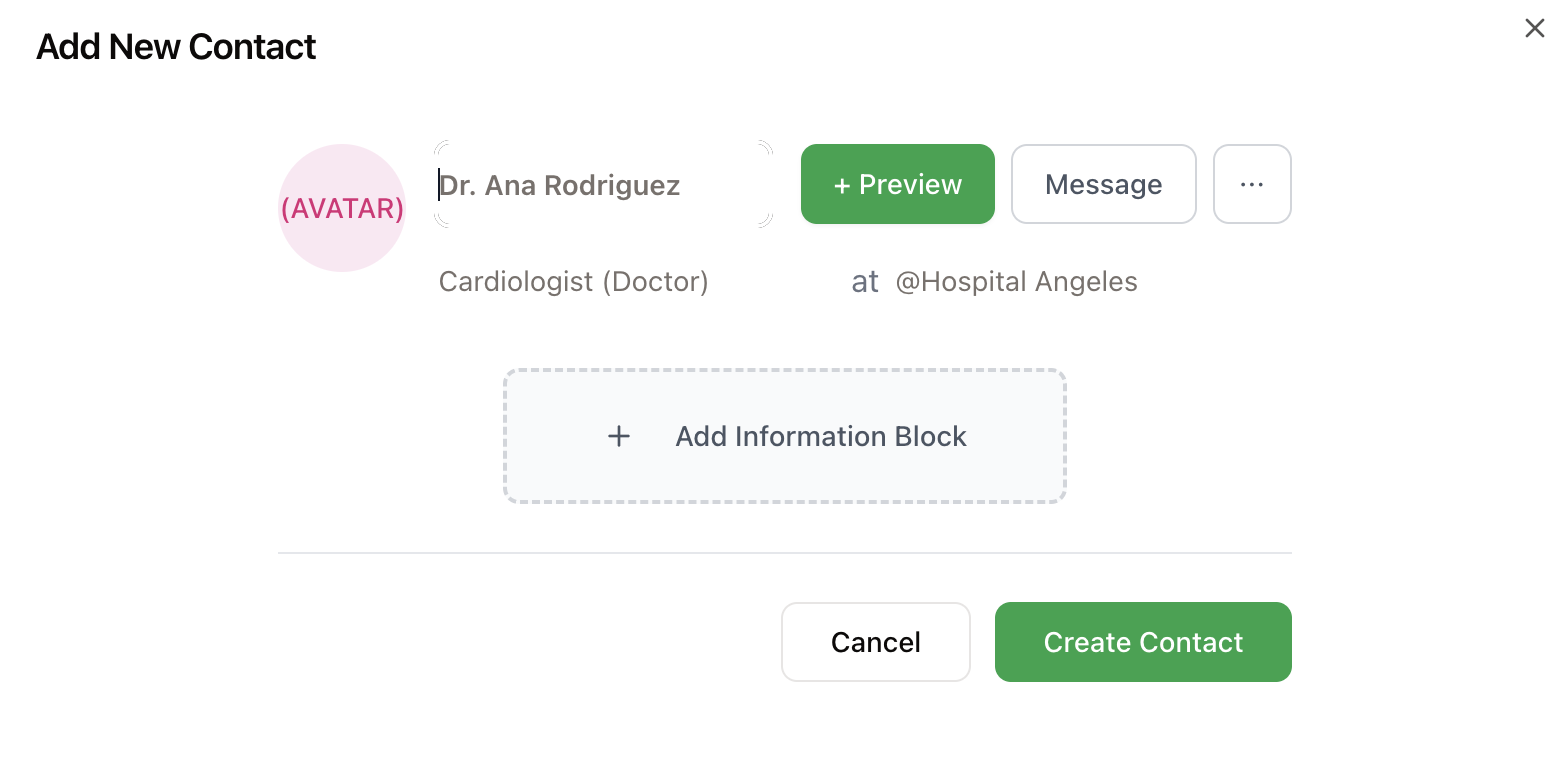 Add New Contact
(AVATAR)
Dr. Ana Rodriguez
+ Preview
Message
...
Cardiologist (Doctor)
at @Hospital Angeles
+ Add Information Block
Cancel
Create Contact